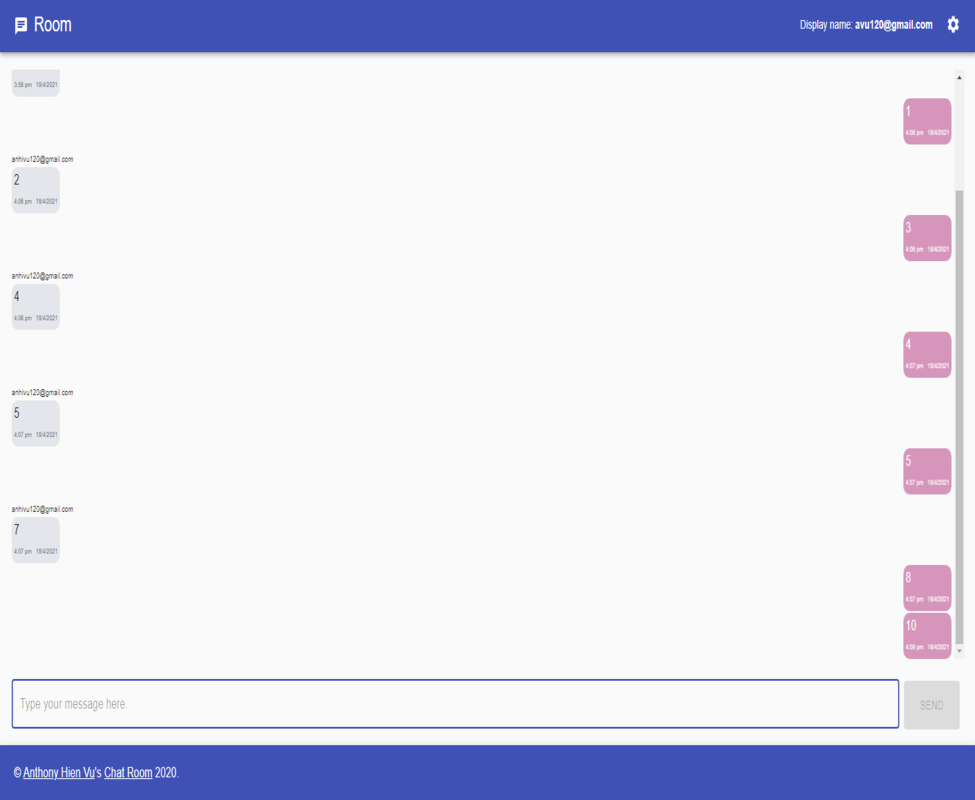 Room
Display name: avu120@gmail.com
3:56 pm 18/4/2021
1
4:06 pm 18/4/2021
anhivu120@gmail.com
2
4:06 pm 18/4/2021
3
4:06 pm 18/4/2021
anhivu120@gmail.com
4
4:06 pm 18/4/2021
4
4:07 pm 18/4/2021
anhivu120@gmail.com
5
4:07 pm 18/4/2021
5
4:07 pm 18/4/2021
anhivu120@gmail.com
7
4:07 pm 18/4/2021
8
4:07 pm 18/4/2021
10
4:09 pm 18/4/2021
Type your message here.
SEND
© Anthony Hien Vu's Chat Room 2020.